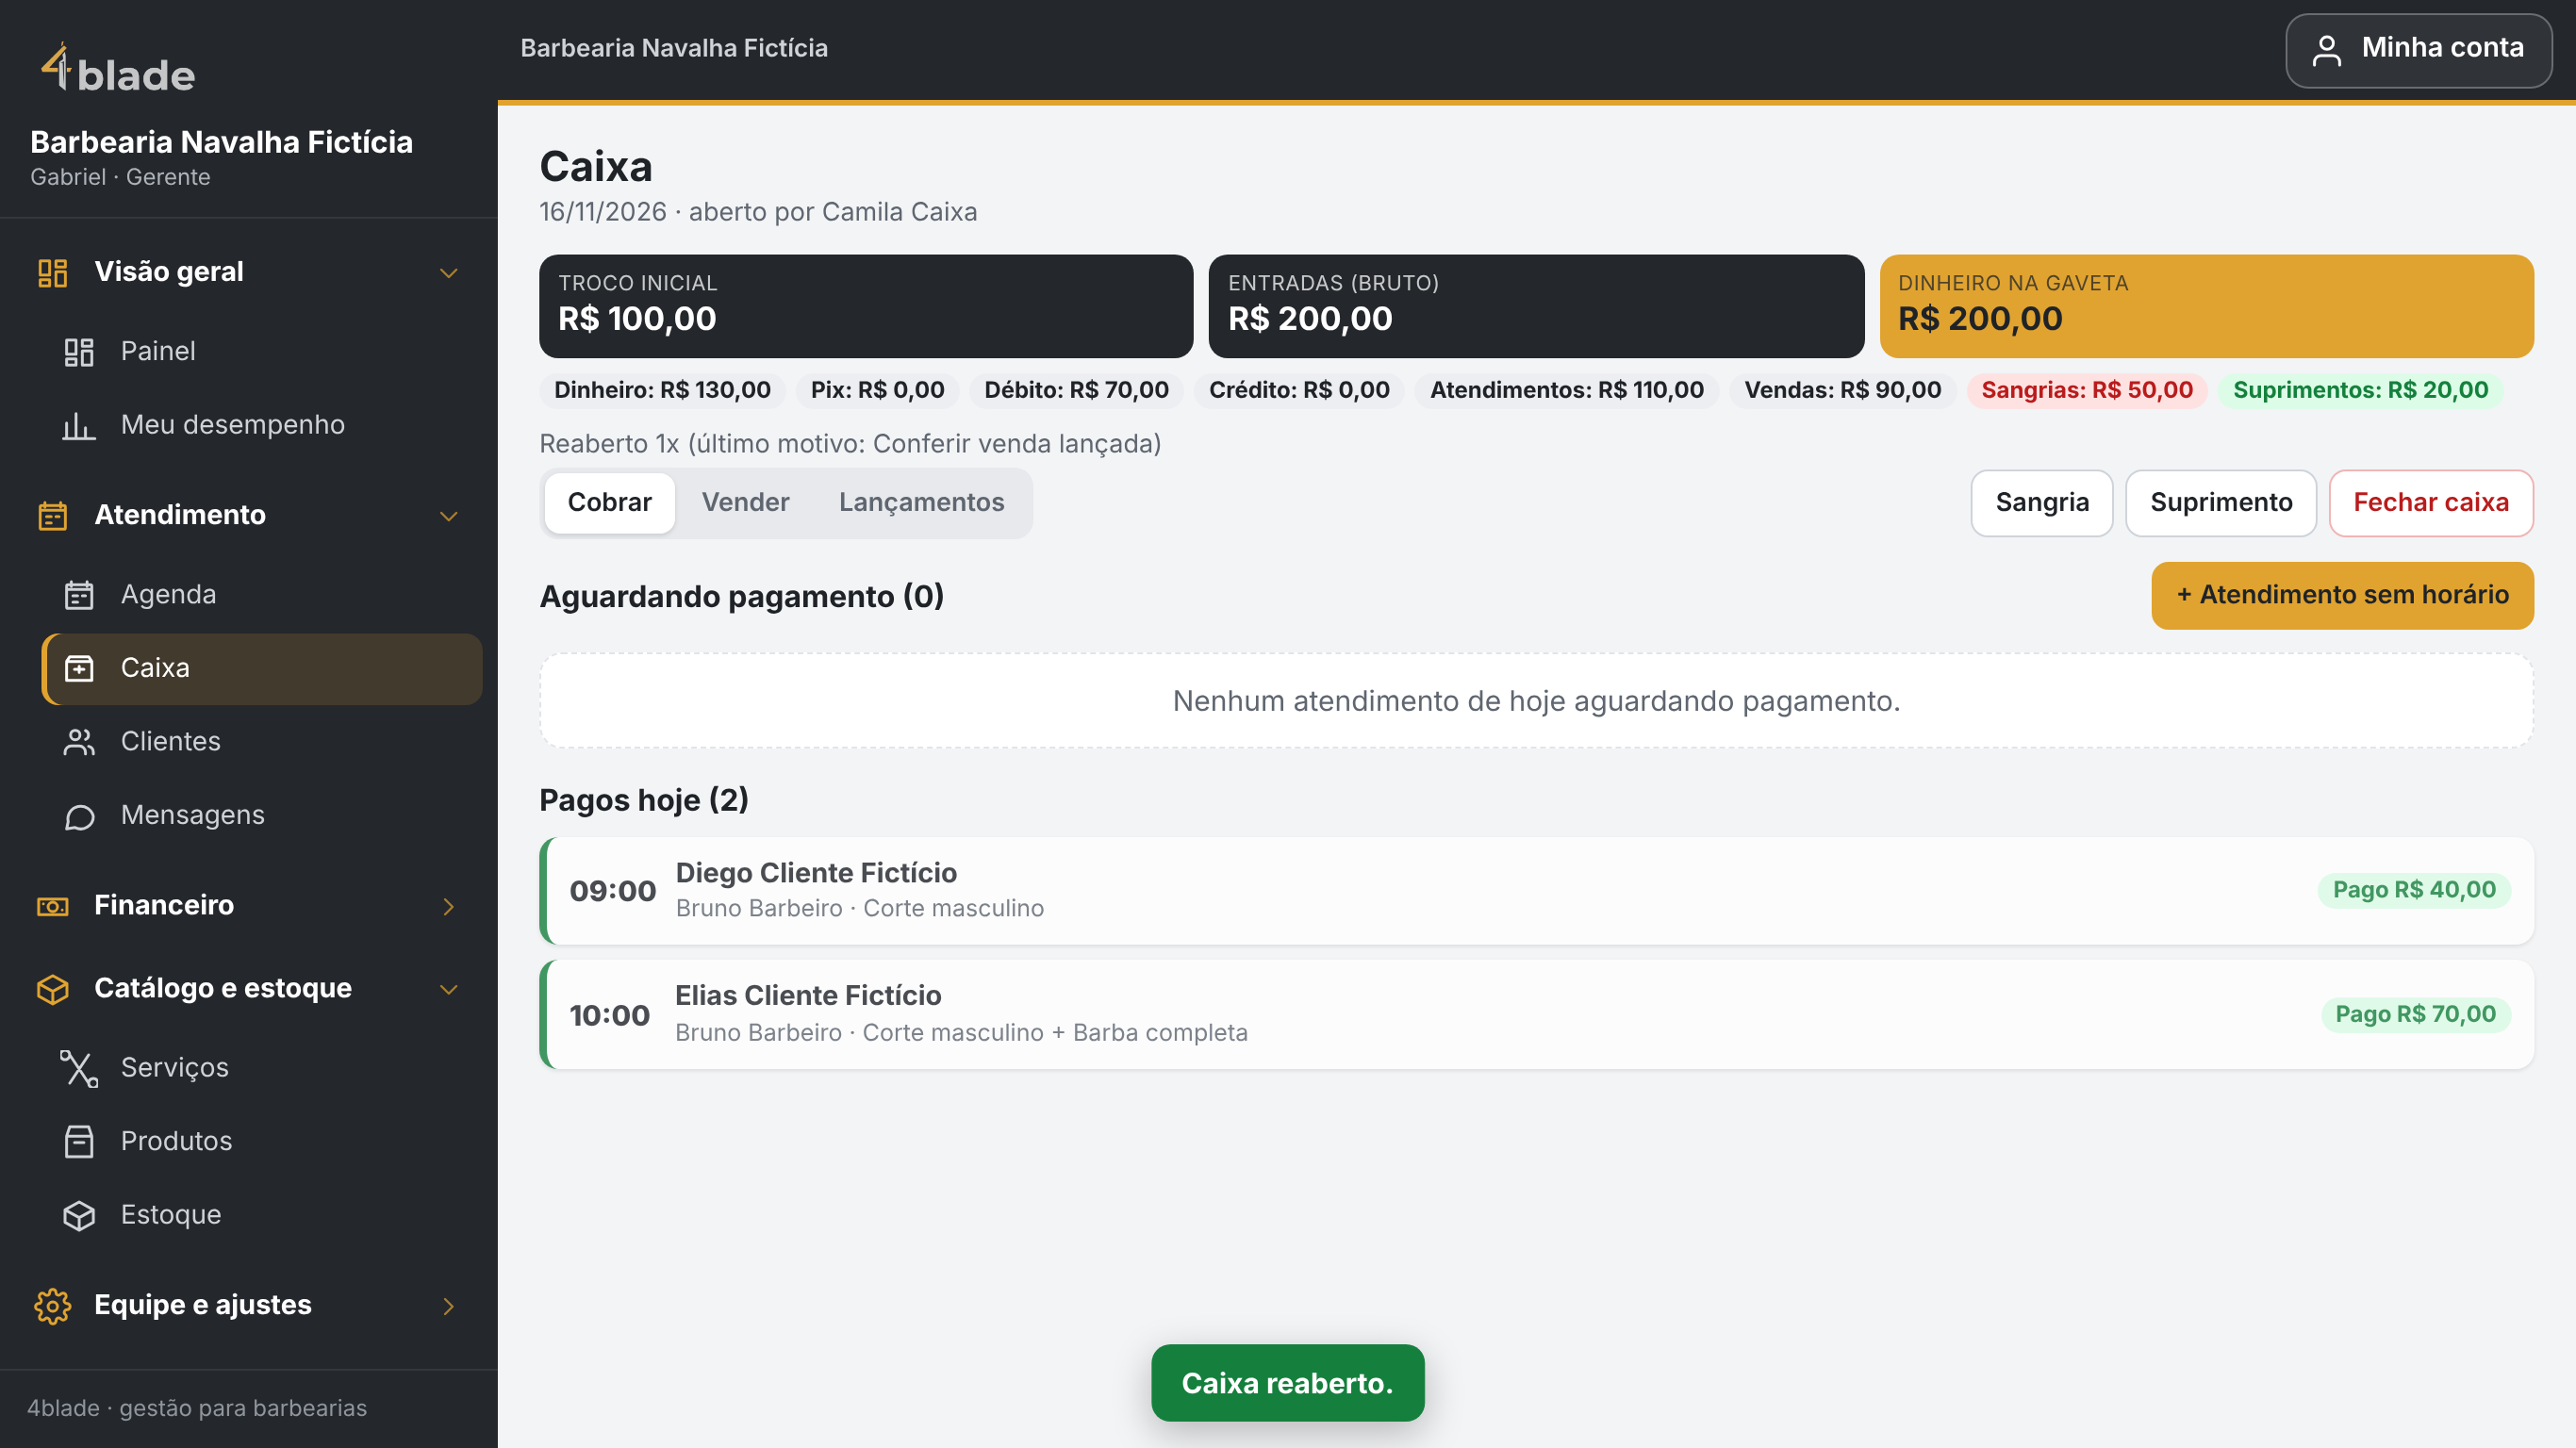 4blade
Barbearia Navalha Fictícia
Gabriel · Gerente
Visão geral
Painel
Meu desempenho
Atendimento
Agenda
Caixa
Clientes
Mensagens
Financeiro
Catálogo e estoque
Serviços
Produtos
Estoque
Equipe e ajustes
4blade · gestão para barbearias
Barbearia Navalha Fictícia
Minha conta
Caixa
16/11/2026 · aberto por Camila Caixa
TROCO INICIAL
R$ 100,00
ENTRADAS (BRUTO)
R$ 200,00
DINHEIRO NA GAVETA
R$ 200,00
Dinheiro: R$ 130,00 Pix: R$ 0,00 Débito: R$ 70,00 Crédito: R$ 0,00 Atendimentos: R$ 110,00 Vendas: R$ 90,00 Sangrias: R$ 50,00 Suprimentos: R$ 20,00
Reaberto 1x (último motivo: Conferir venda lançada)
Cobrar Vender Lançamentos
Sangria Suprimento Fechar caixa
Aguardando pagamento (0)
+ Atendimento sem horário
Nenhum atendimento de hoje aguardando pagamento.
Pagos hoje (2)
09:00
Diego Cliente Fictício
Bruno Barbeiro · Corte masculino
Pago R$ 40,00
10:00
Elias Cliente Fictício
Bruno Barbeiro · Corte masculino + Barba completa
Pago R$ 70,00
Caixa reaberto.